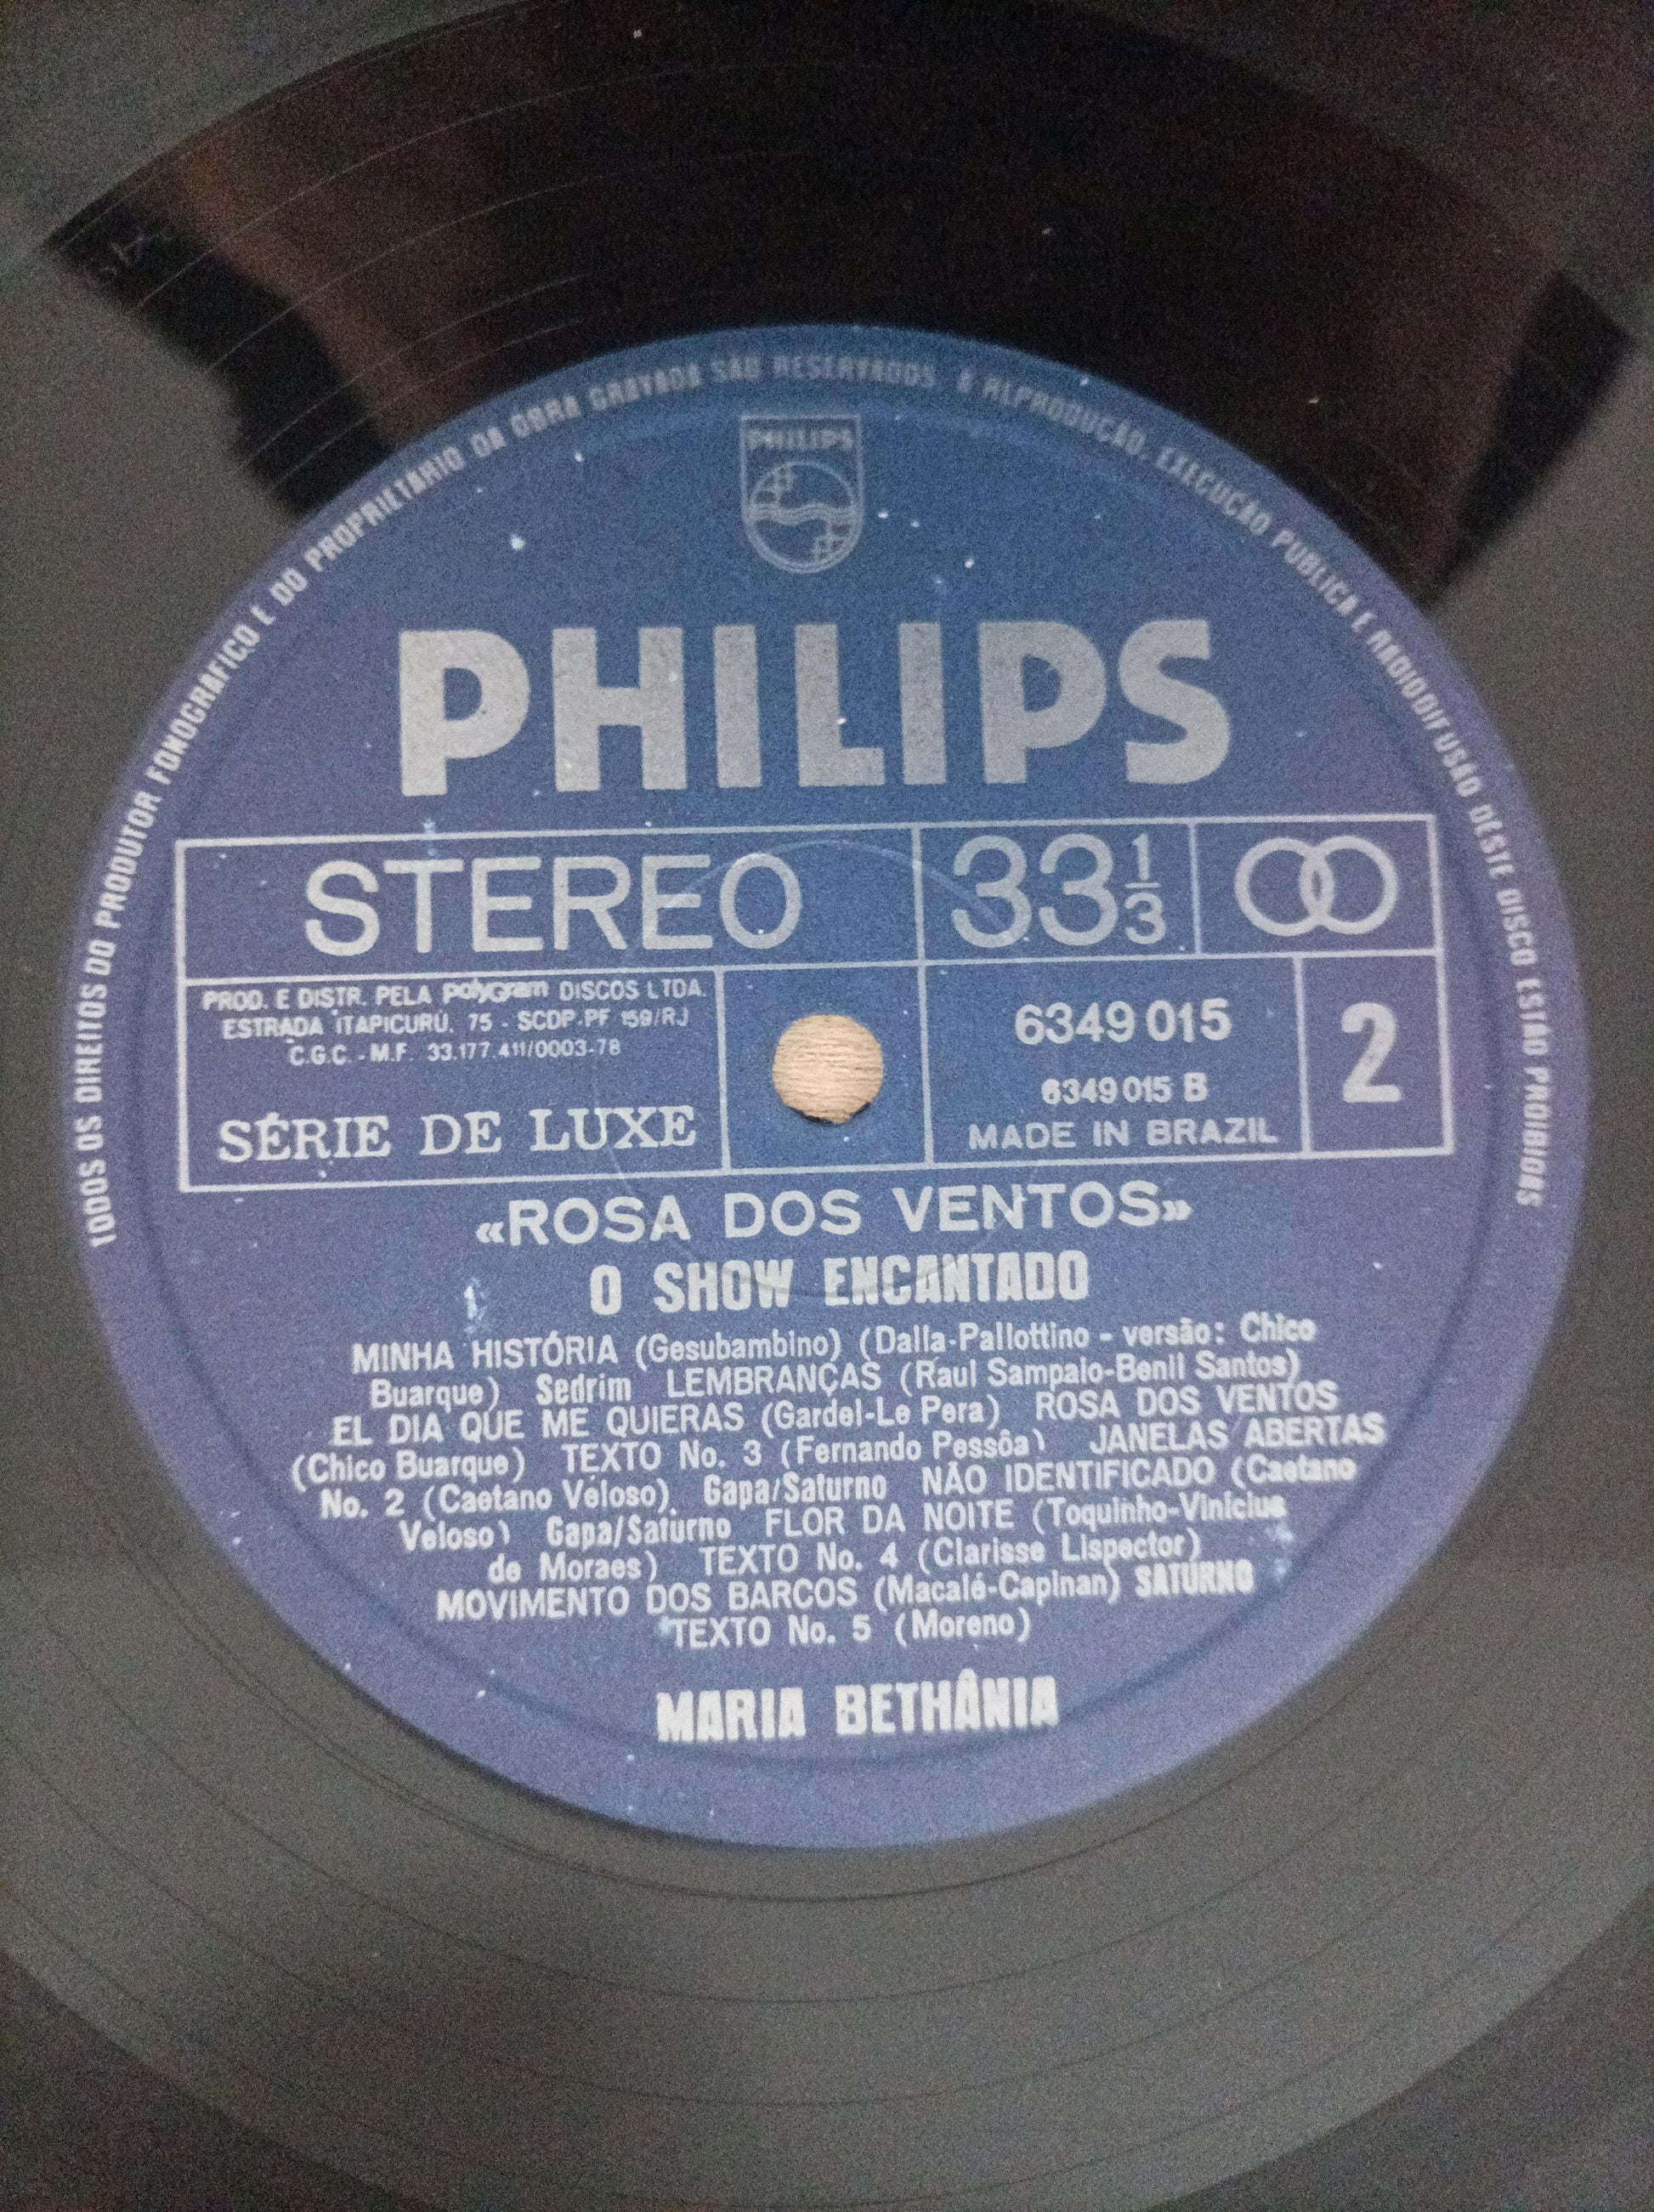 TODOS OS DIREITOS DO PRODUTOR FONOGRÁFICO E DO PROPRIETÁRIO DA OBRA GRAVADA SÃO RESERVADOS. A REPRODUÇÃO, EXECUÇÃO PUBLICA E RADIODIFUSÃO DESTE DISCO ESTÃO PROIBIDAS
PHILIPS
PHILIPS
STEREO
33 1/3
PROD. E DISTR. PELA PolyGram DISCOS LTDA.
ESTRADA ITAPICURÚ, 75 - SCDP-PF 159/RJ
C.G.C. - M.F. 33.177.411/0003-78
SÉRIE DE LUXE
6349 015
6349 015 B
MADE IN BRAZIL
2
«ROSA DOS VENTOS»
O SHOW ENCANTADO
MINHA HISTÓRIA (Gesubambino) (Dalla-Pallottino - versão: Chico
Buarque) Sedrim LEMBRANÇAS (Raul Sampaio-Benil Santos)
EL DIA QUE ME QUIERAS (Gardel-Le Pera) ROSA DOS VENTOS
(Chico Buarque) TEXTO No. 3 (Fernando Pessôa) JANELAS ABERTAS
No. 2 (Caetano Veloso) Gapa/Saturno NÃO IDENTIFICADO (Caetano
Veloso) Gapa/Saturno FLOR DA NOITE (Toquinho-Vinicius
de Moraes) TEXTO No. 4 (Clarisse Lispector)
MOVIMENTO DOS BARCOS (Macalé-Capinan) SATURNO
TEXTO No. 5 (Moreno)
MARIA BETHÂNIA